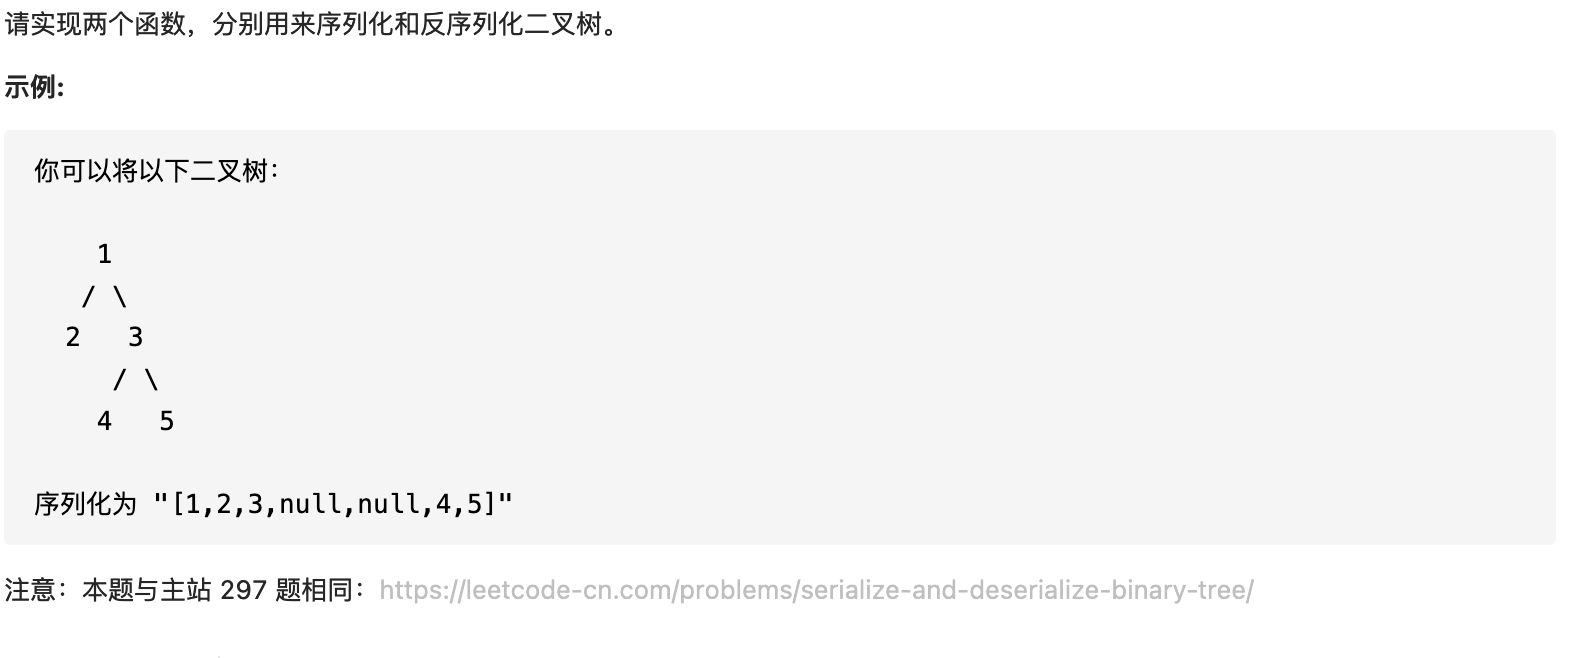 请实现两个函数，分别用来序列化和反序列化二叉树。
示例:
你可以将以下二叉树：
1
/ \
2 3
/ \
4 5
序列化为 "[1,2,3,null,null,4,5]"
注意：本题与主站 297 题相同：https://leetcode-cn.com/problems/serialize-and-deserialize-binary-tree/